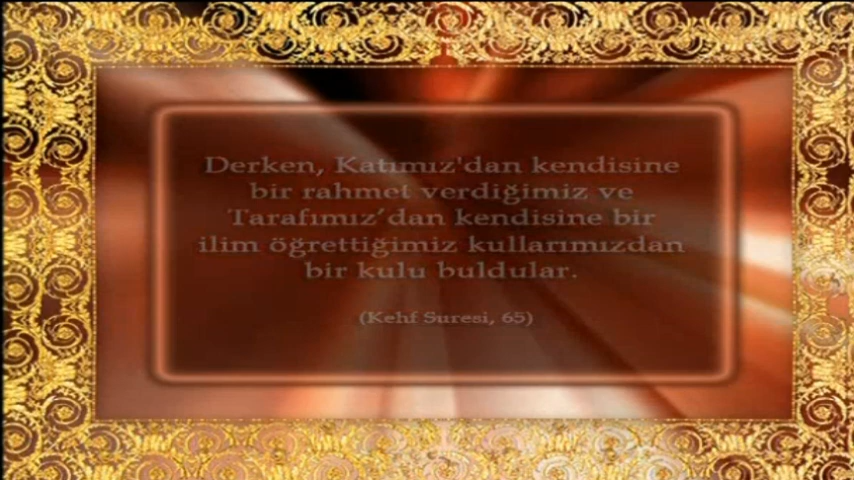 Derken, Katımız'dan kendisine
bir rahmet verdiğimiz ve
Tarafımız’dan kendisine bir
ilim öğrettiğimiz kullarımızdan
bir kulu buldular.
(Kehf Suresi, 65)